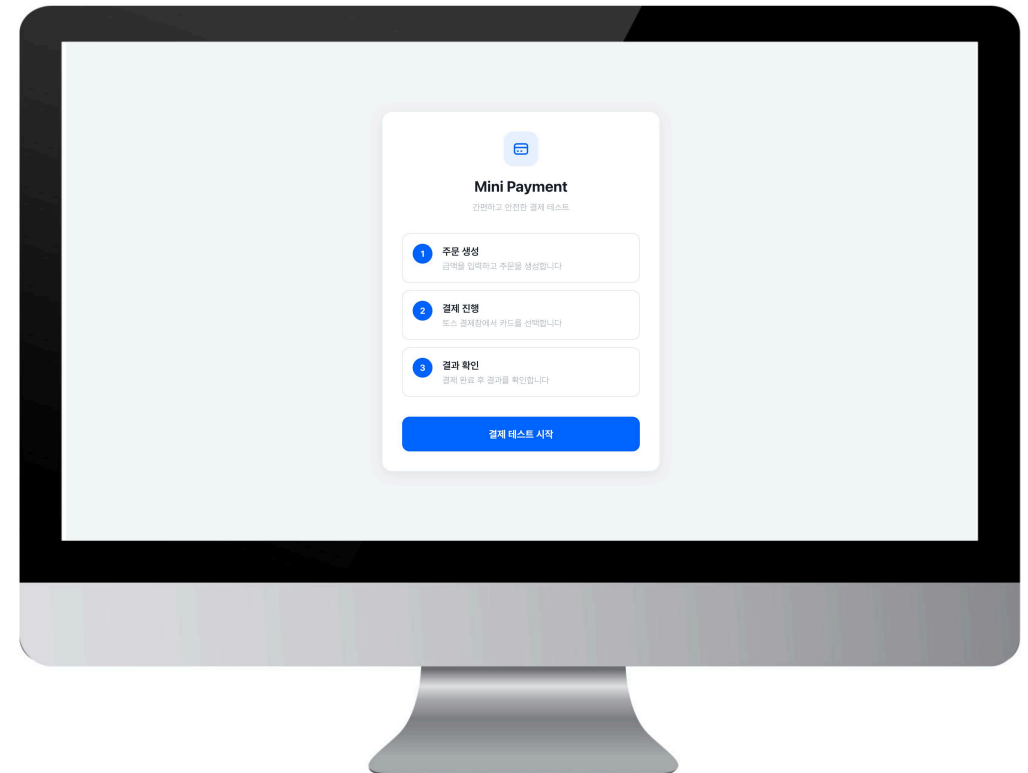 Mini Payment
간편하고 안전한 결제 테스트
1
주문 생성
금액을 입력하고 주문을 생성합니다
2
결제 진행
토스 결제창에서 카드를 선택합니다
3
결과 확인
결제 완료 후 결과를 확인합니다
결제 테스트 시작